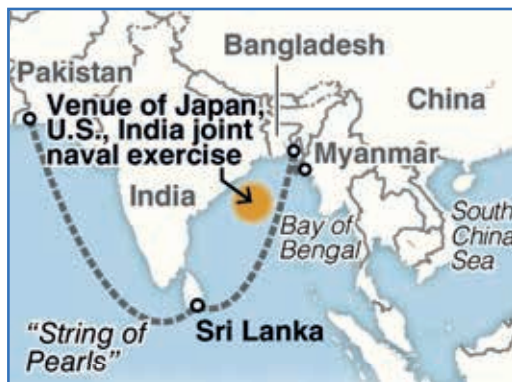 Bangladesh
Pakistan
China
Venue of Japan,
U.S., India joint
naval exercise
Myanmar
India
Bay of
Bengal
South
China
Sea
"String of
Pearls"
Sri Lanka